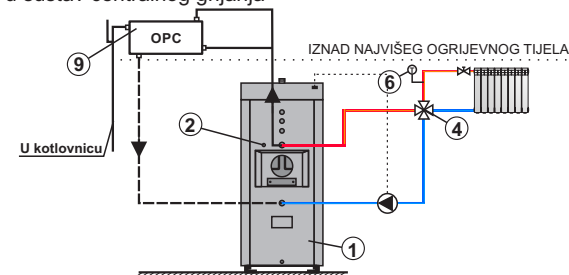 u sustav centralnog grijanja
OPC
9
IZNAD NAJVIŠEG OGRIJEVNOG TIJELA
T
6
2
4
U kotlovnicu
1